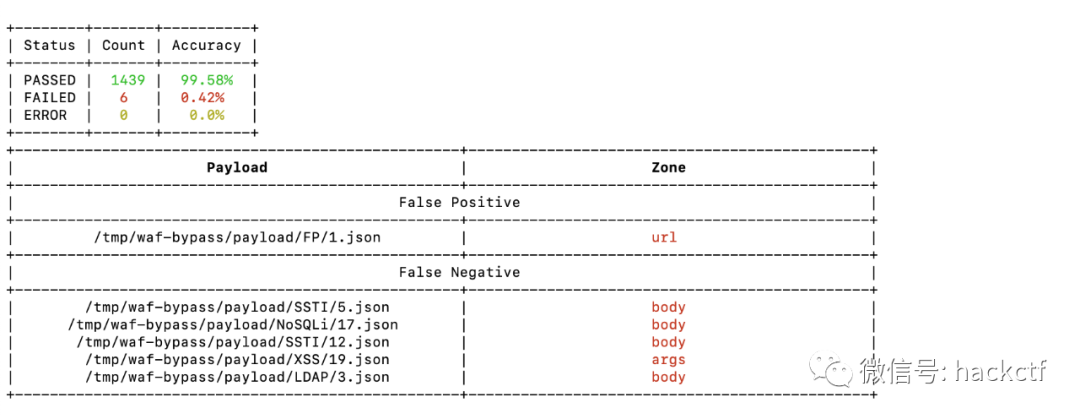 Status | Count | Accuracy
PASSED | 1439 | 99.58%
FAILED | 6 | 0.42%
ERROR | 0 | 0.0%
Payload | Zone
False Positive
/tmp/waf-bypass/payload/FP/1.json | url
False Negative
/tmp/waf-bypass/payload/SSTI/5.json | body
/tmp/waf-bypass/payload/NoSQLi/17.json | body
/tmp/waf-bypass/payload/SSTI/12.json | body
/tmp/waf-bypass/payload/XSS/19.json | args
/tmp/waf-bypass/payload/LDAP/3.json | body
微信号: hackctf